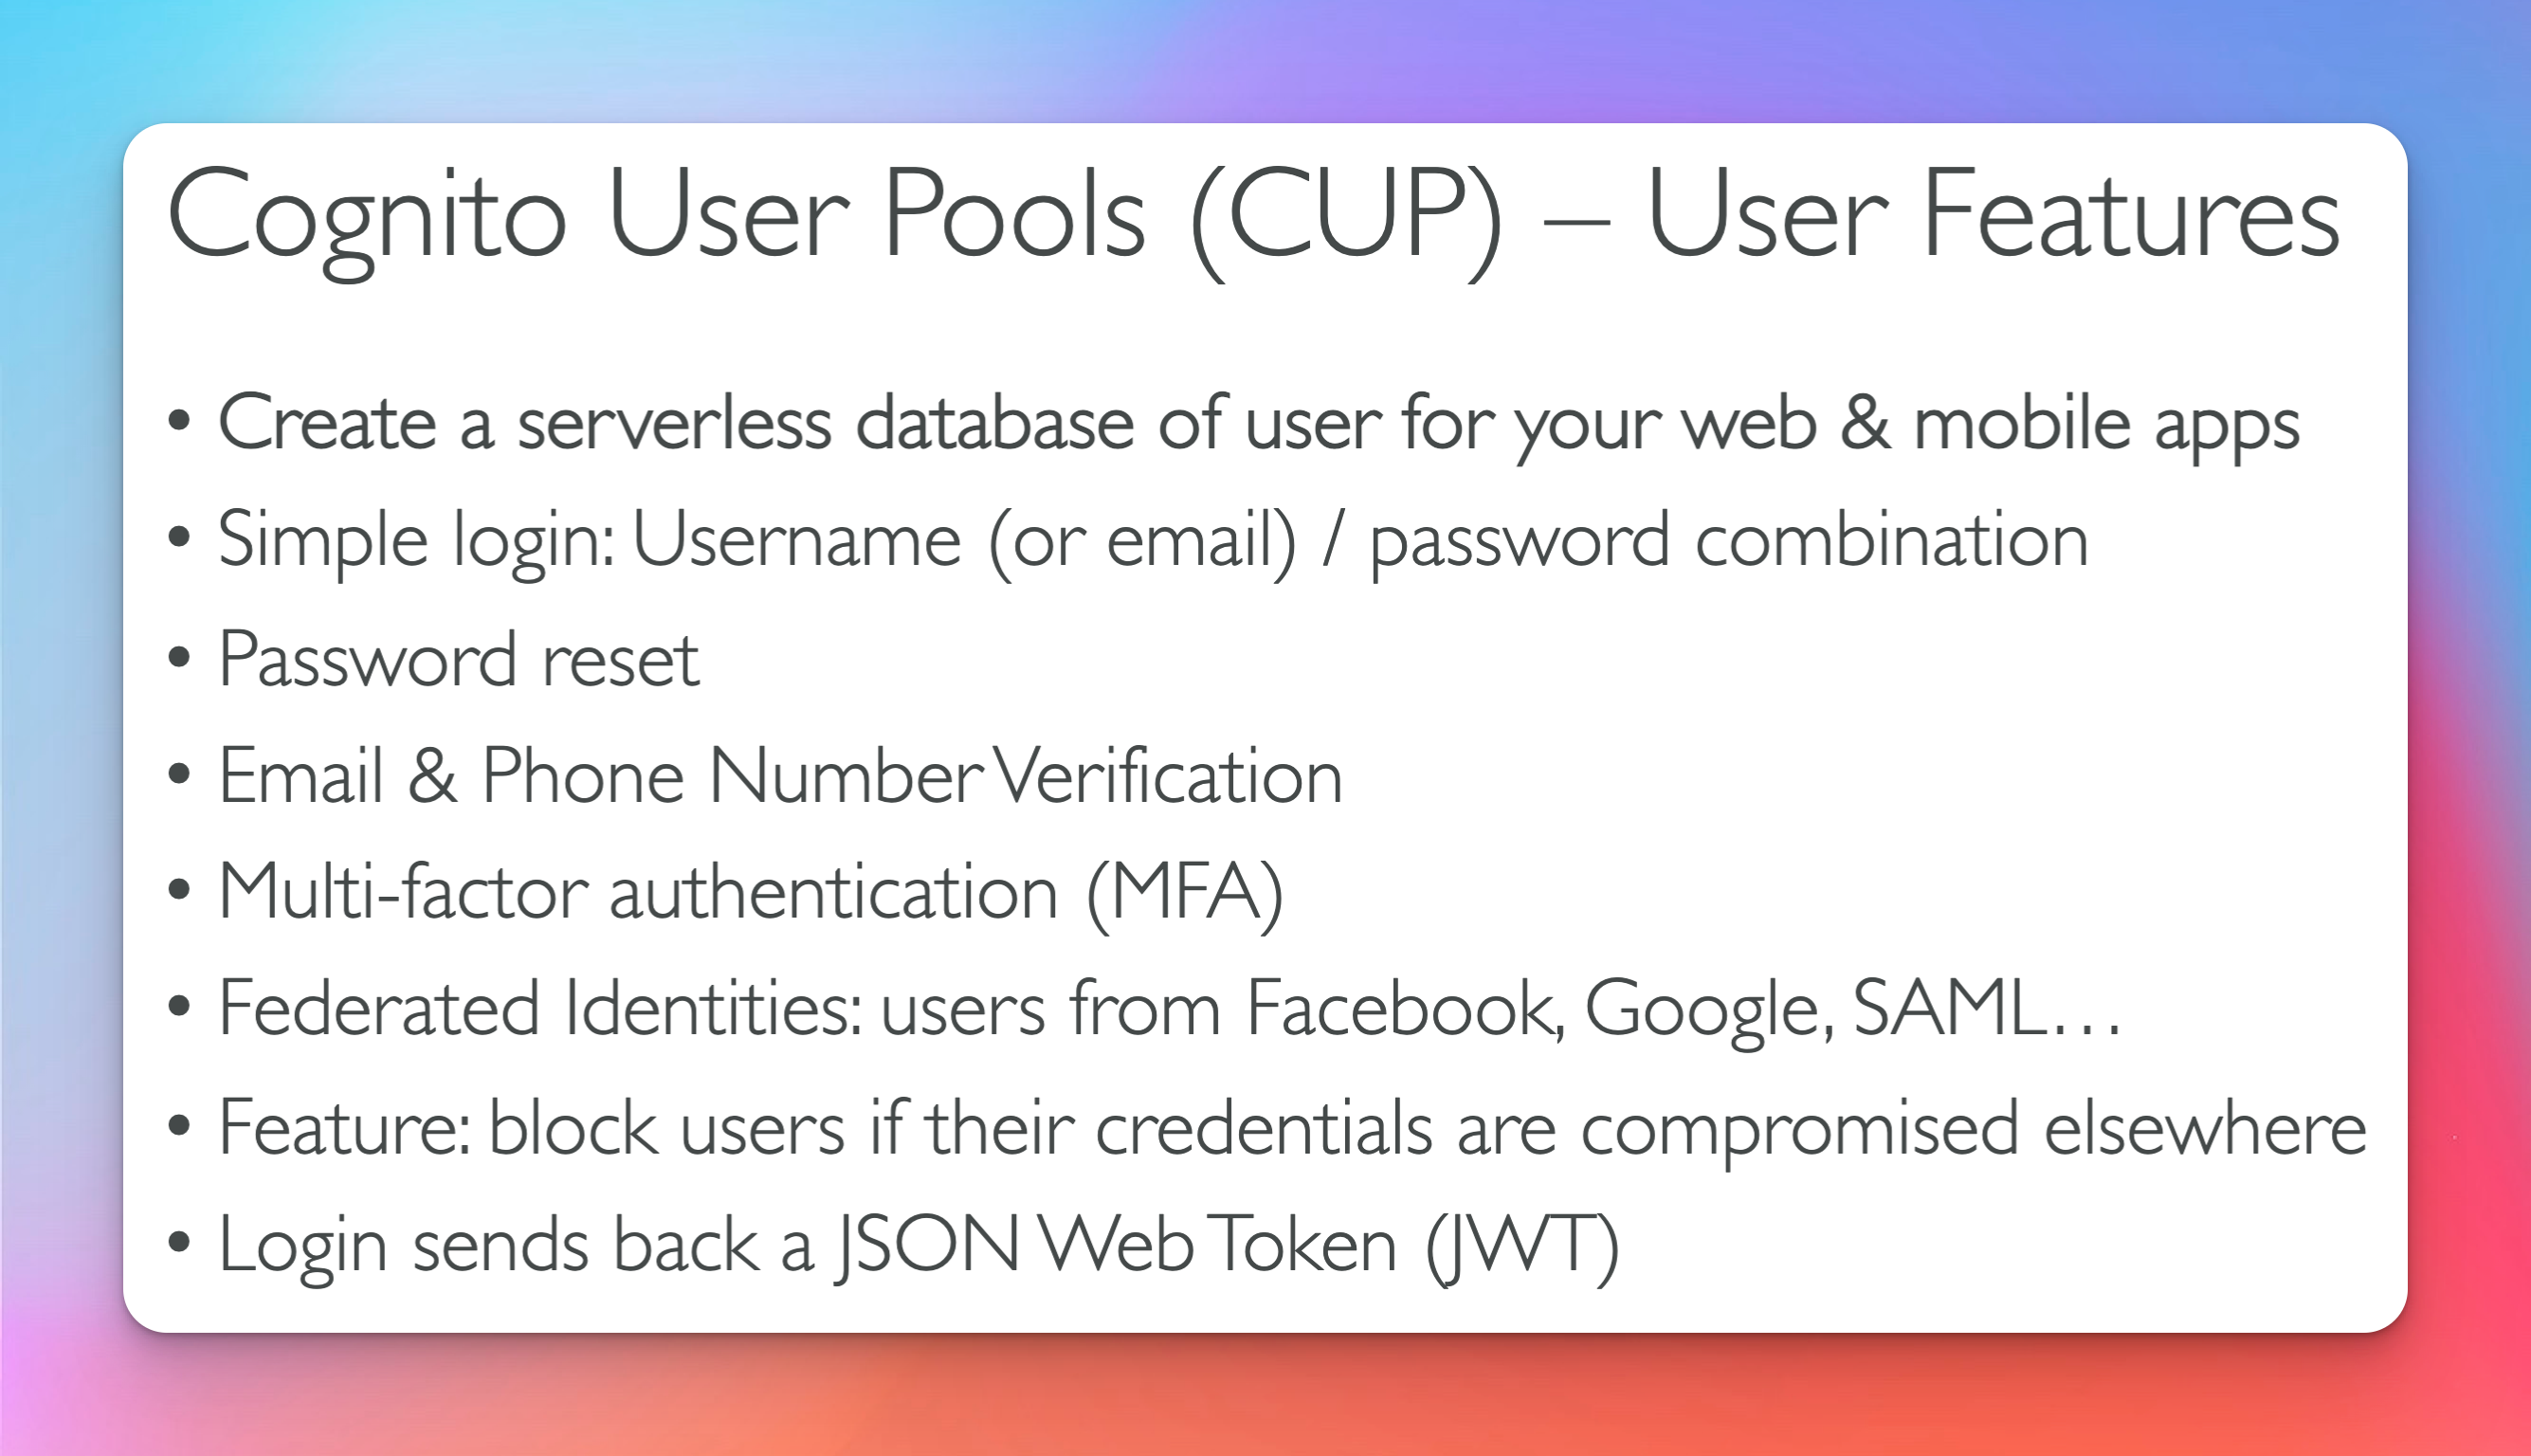 Cognito User Pools (CUP) – User Features
• Create a serverless database of user for your web & mobile apps
• Simple login: Username (or email) / password combination
• Password reset
• Email & Phone Number Verification
• Multi-factor authentication (MFA)
• Federated Identities: users from Facebook, Google, SAML…
• Feature: block users if their credentials are compromised elsewhere
• Login sends back a JSON Web Token (JWT)